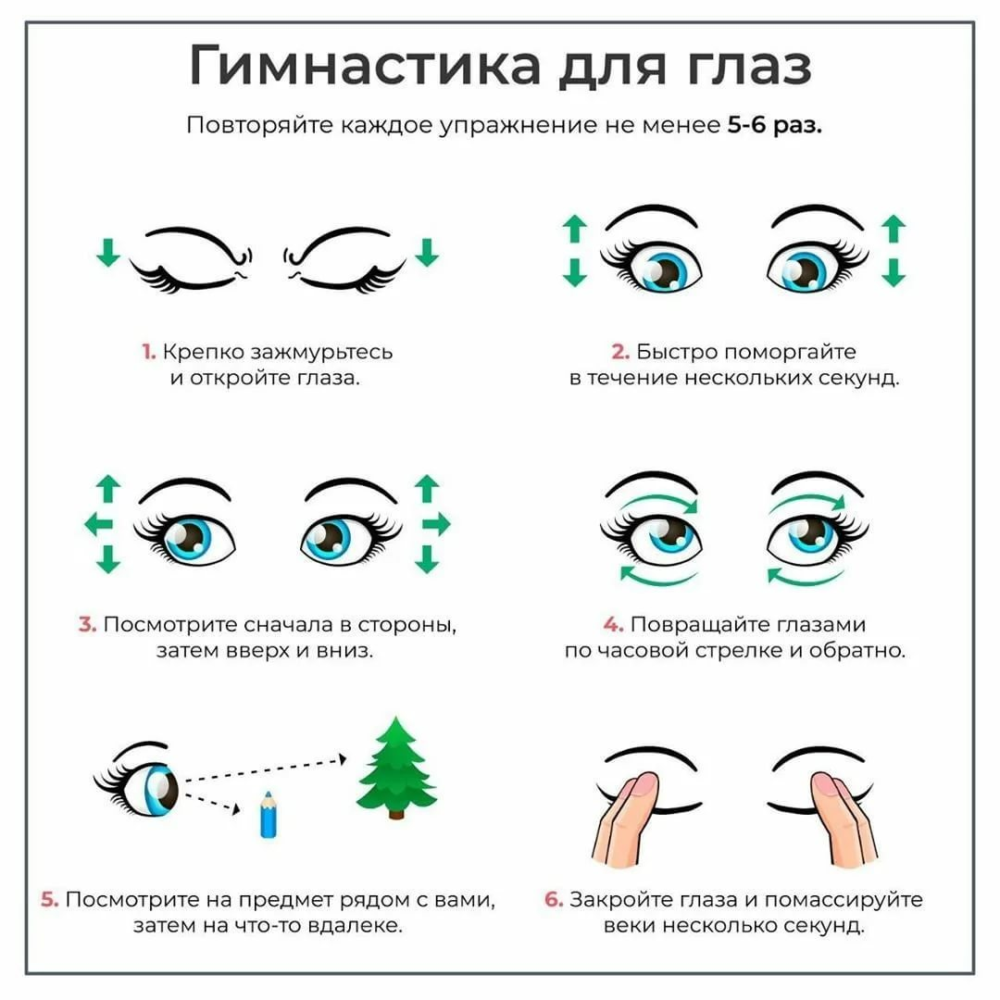 Гимнастика для глаз
Повторяйте каждое упражнение не менее 5-6 раз.
1. Крепко зажмурьтесь
и откройте глаза.
2. Быстро поморгайте
в течение нескольких секунд.
3. Посмотрите сначала в стороны,
затем вверх и вниз.
4. Повращайте глазами
по часовой стрелке и обратно.
5. Посмотрите на предмет рядом с вами,
затем на что-то вдалеке.
6. Закройте глаза и помассируйте
веки несколько секунд.